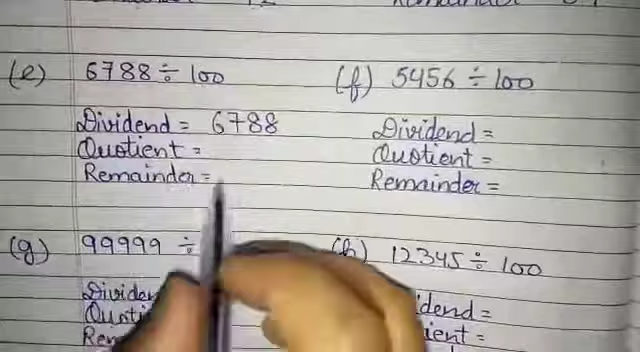 (e) 6788 ÷ 100
Dividend = 6788
Quotient =
Remainder =
(f) 5456 ÷ 100
Dividend =
Quotient =
Remainder =
(g) 99999 ÷
(h) 12345 ÷ 100